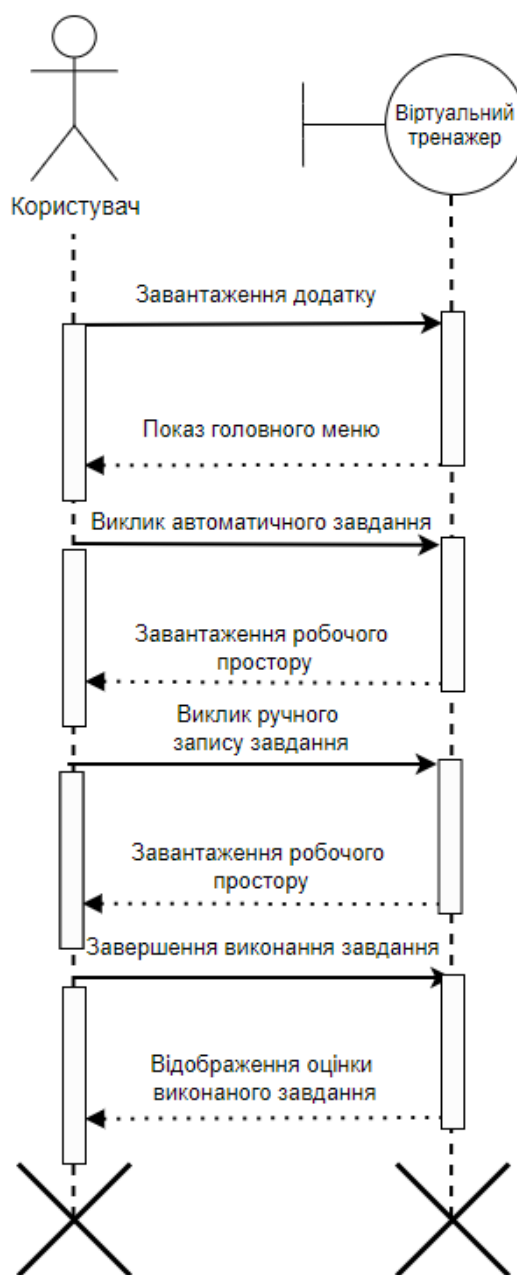 Віртуальний
тренажер
Користувач
Завантаження додатку
Показ головного меню
Виклик автоматичного завдання
Завантаження робочого
простору
Виклик ручного
запису завдання
Завантаження робочого
простору
Завершення виконання завдання
Відображення оцінки
виконаного завдання